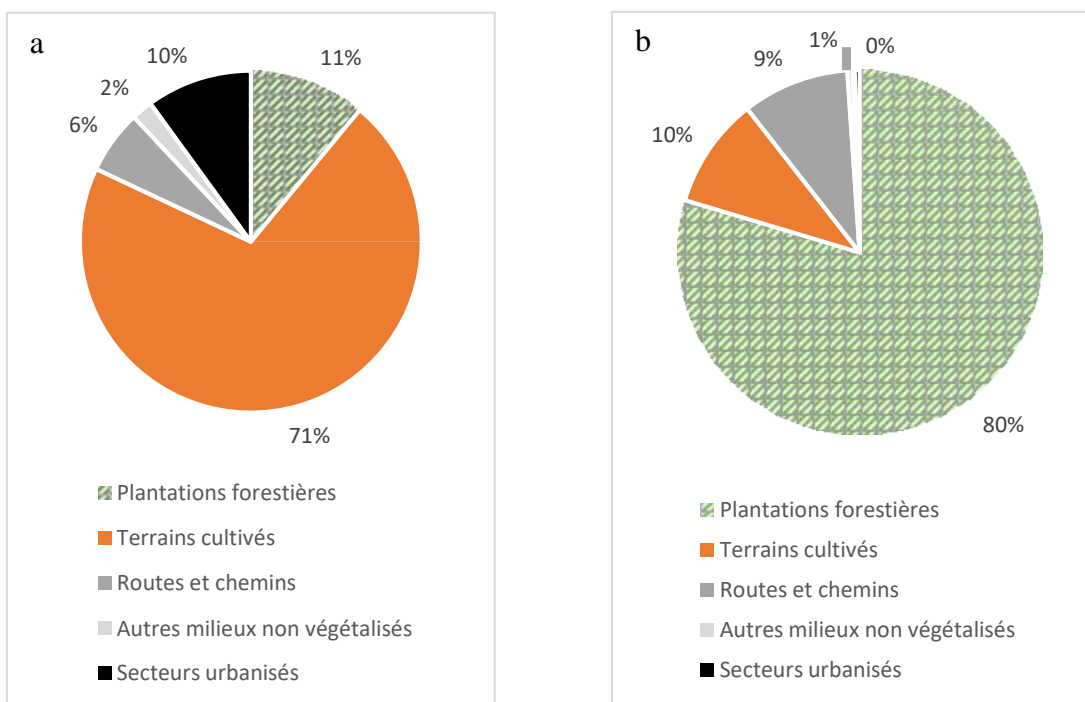 a
10%
11%
2%
6%
71%
Plantations forestières
Terrains cultivés
Routes et chemins
Autres milieux non végétalisés
Secteurs urbanisés
b
1%
0%
9%
10%
80%
Plantations forestières
Terrains cultivés
Routes et chemins
Autres milieux non végétalisés
Secteurs urbanisés